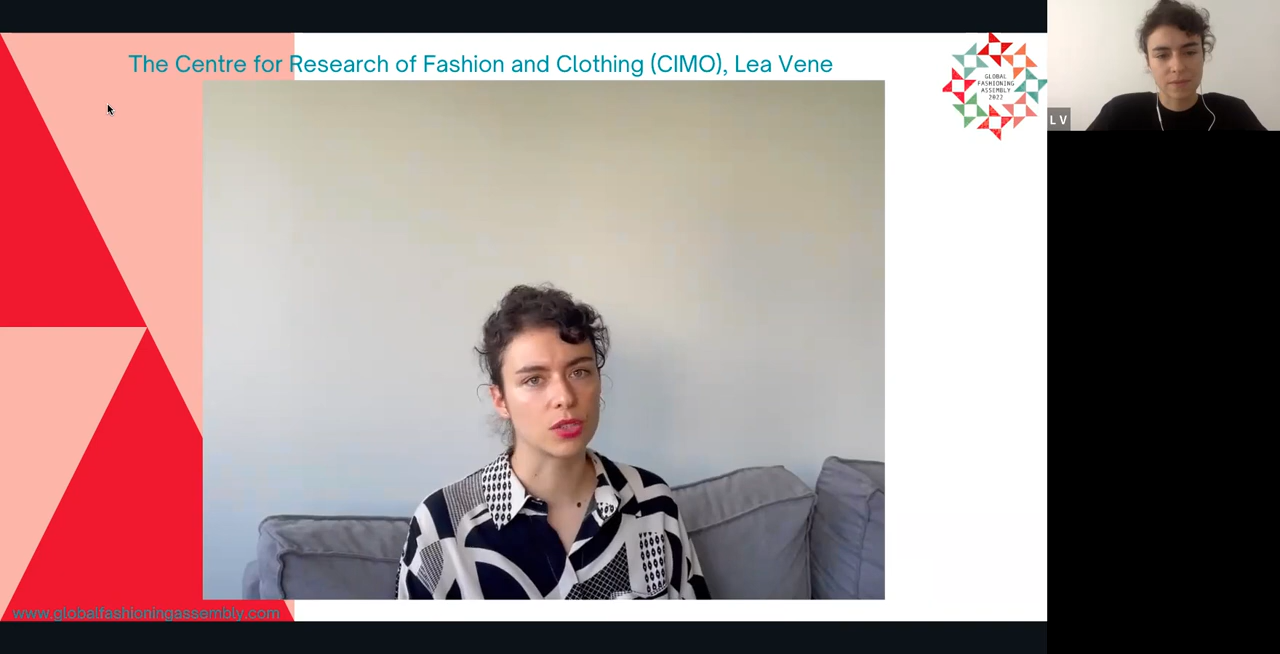 The Centre for Research of Fashion and Clothing (CIMO), Lea Vene
GLOBAL
FASHIONING
ASSEMBLY
2022
L V
www.globalfashioningassembly.com